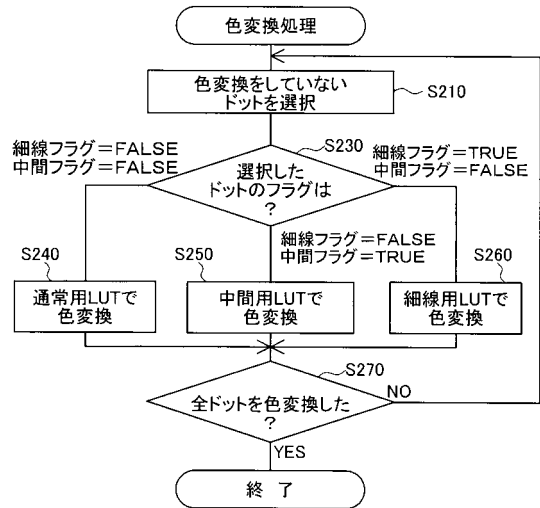 色変換処理
色変換をしていない
ドットを選択
S210
S230
選択した
ドットのフラグは
?
細線フラグ=FALSE
中間フラグ=FALSE
細線フラグ=TRUE
中間フラグ=FALSE
細線フラグ=FALSE
中間フラグ=TRUE
S240
通常用LUTで
色変換
S250
中間用LUTで
色変換
S260
細線用LUTで
色変換
S270
全ドットを色変換した
?
NO
YES
終 了